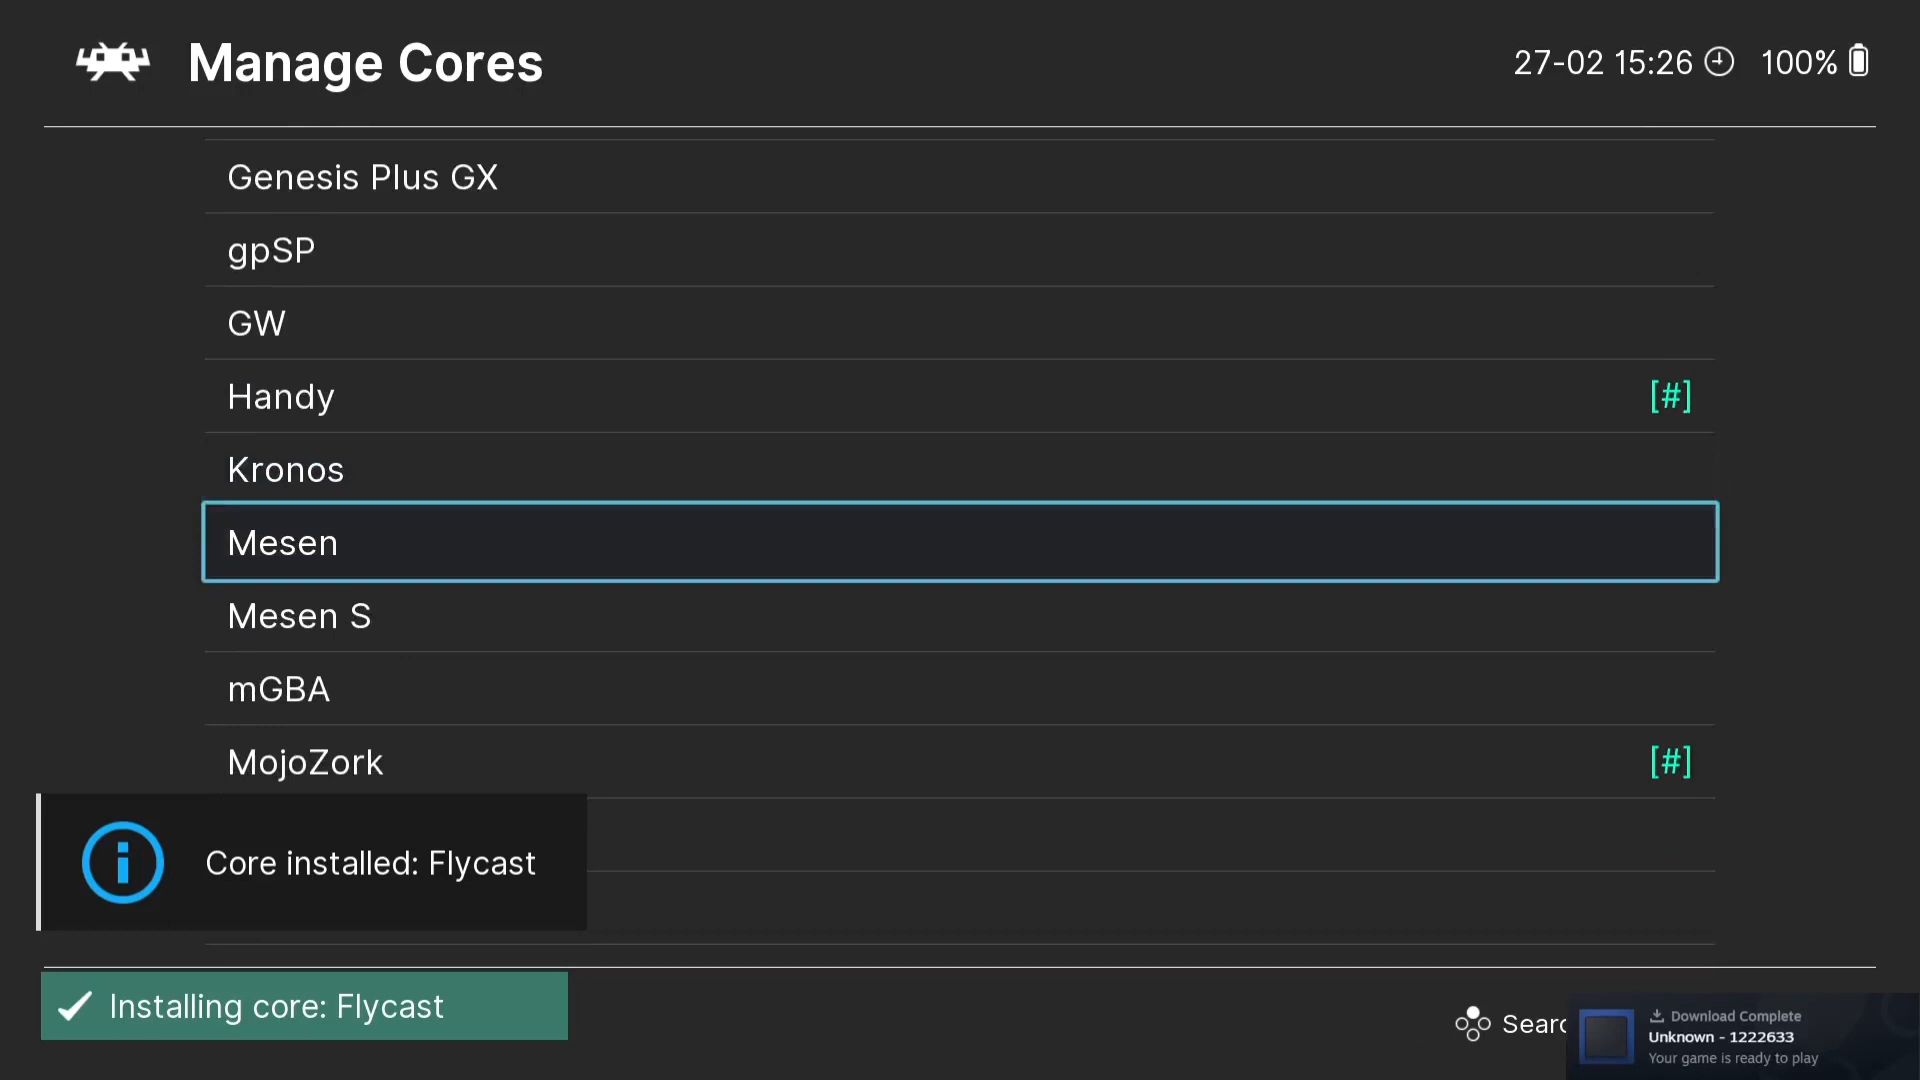 Manage Cores
27-02 15:26 100%
Genesis Plus GX
gpSP
GW
Handy [#]
Kronos
Mesen
Mesen S
mGBA
MojoZork [#]
Core installed: Flycast
Installing core: Flycast
Searc
Download Complete
Unknown - 1222633
Your game is ready to play